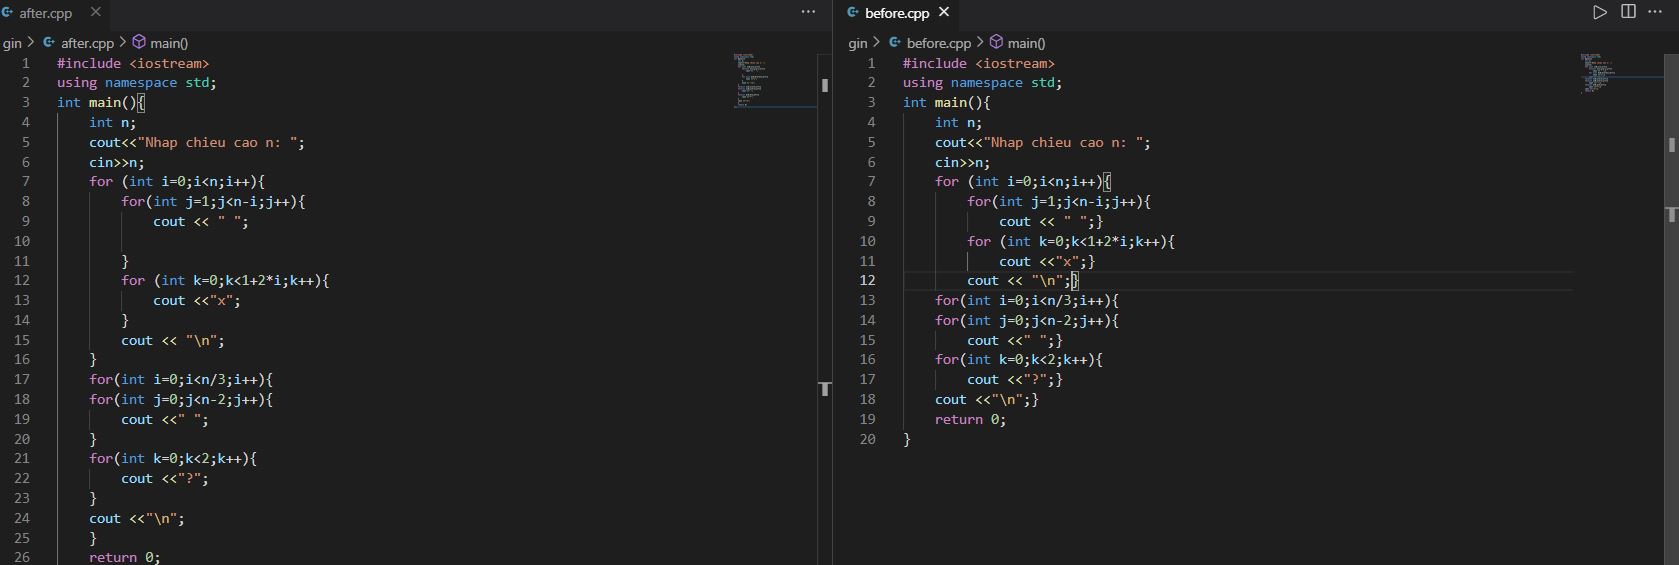 after.cpp
gin > after.cpp > main()
1 #include <iostream>
2 using namespace std;
3 int main(){
4 int n;
5 cout<<"Nhap chieu cao n: ";
6 cin>>n;
7 for (int i=0;i<n;i++){
8 for(int j=1;j<n-i;j++){
9 cout << " ";
10
11 }
12 for (int k=0;k<1+2*i;k++){
13 cout <<"x";
14 }
15 cout << "\n";
16 }
17 for(int i=0;i<n/3;i++){
18 for(int j=0;j<n-2;j++){
19 cout <<" ";
20 }
21 for(int k=0;k<2;k++){
22 cout <<"?";
23 }
24 cout <<"\n";
25 }
26 return 0;
before.cpp
gin > before.cpp > main()
1 #include <iostream>
2 using namespace std;
3 int main(){
4 int n;
5 cout<<"Nhap chieu cao n: ";
6 cin>>n;
7 for (int i=0;i<n;i++){
8 for(int j=1;j<n-i;j++){
9 cout << " ";}
10 for (int k=0;k<1+2*i;k++){
11 cout <<"x";}
12 cout << "\n";}
13 for(int i=0;i<n/3;i++){
14 for(int j=0;j<n-2;j++){
15 cout <<" ";}
16 for(int k=0;k<2;k++){
17 cout <<"?";}
18 cout <<"\n";}
19 return 0;
20 }